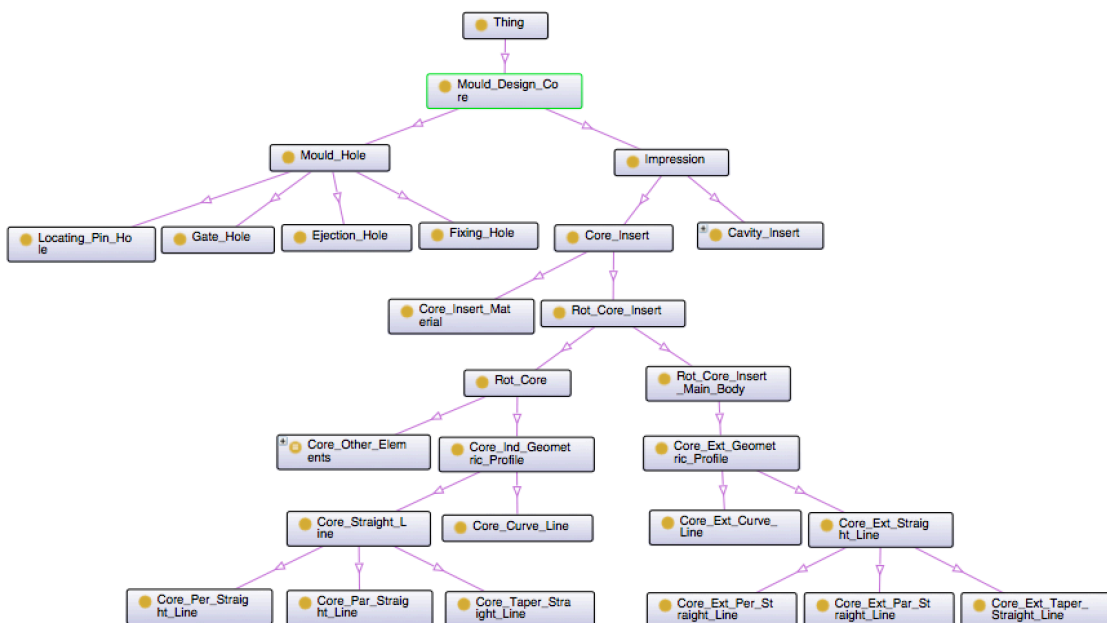 Thing
Mould_Design_Co
re
Mould_Hole
Impression
Locating_Pin_Ho
le
Gate_Hole
Ejection_Hole
Fixing_Hole
Core_Insert
Cavity_Insert
Core_Insert_Mat
erial
Rot_Core_Insert
Rot_Core
Rot_Core_Insert
_Main_Body
Core_Other_Elem
ents
Core_Ind_Geomet
ric_Profile
Core_Ext_Geomet
ric_Profile
Core_Straight_L
ine
Core_Curve_Line
Core_Ext_Curve_
Line
Core_Ext_Straig
ht_Line
Core_Per_Straig
ht_Line
Core_Par_Straig
ht_Line
Core_Taper_Stra
ight_Line
Core_Ext_Per_St
raight_Line
Core_Ext_Par_St
raight_Line
Core_Ext_Taper_
Straight_Line